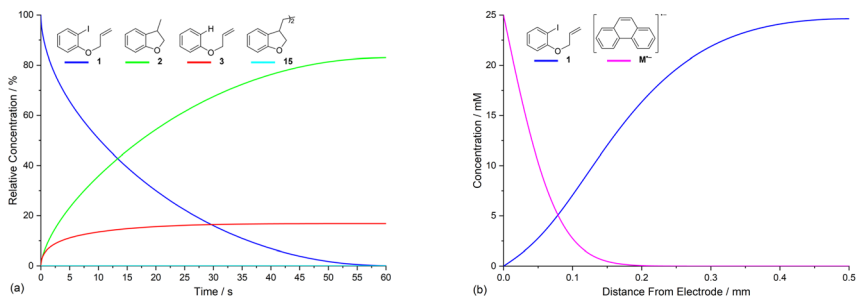 I
O
1
2
H
O
3
)2
O
15
Relative Concentration / %
100
80
60
40
20
0
0 5 10 15 20 25 30 35 40 45 50 55 60
Time / s
(a)
I
O
1
•−
M•−
Concentration / mM
25
20
15
10
5
0
0.0 0.1 0.2 0.3 0.4 0.5
Distance From Electrode / mm
(b)